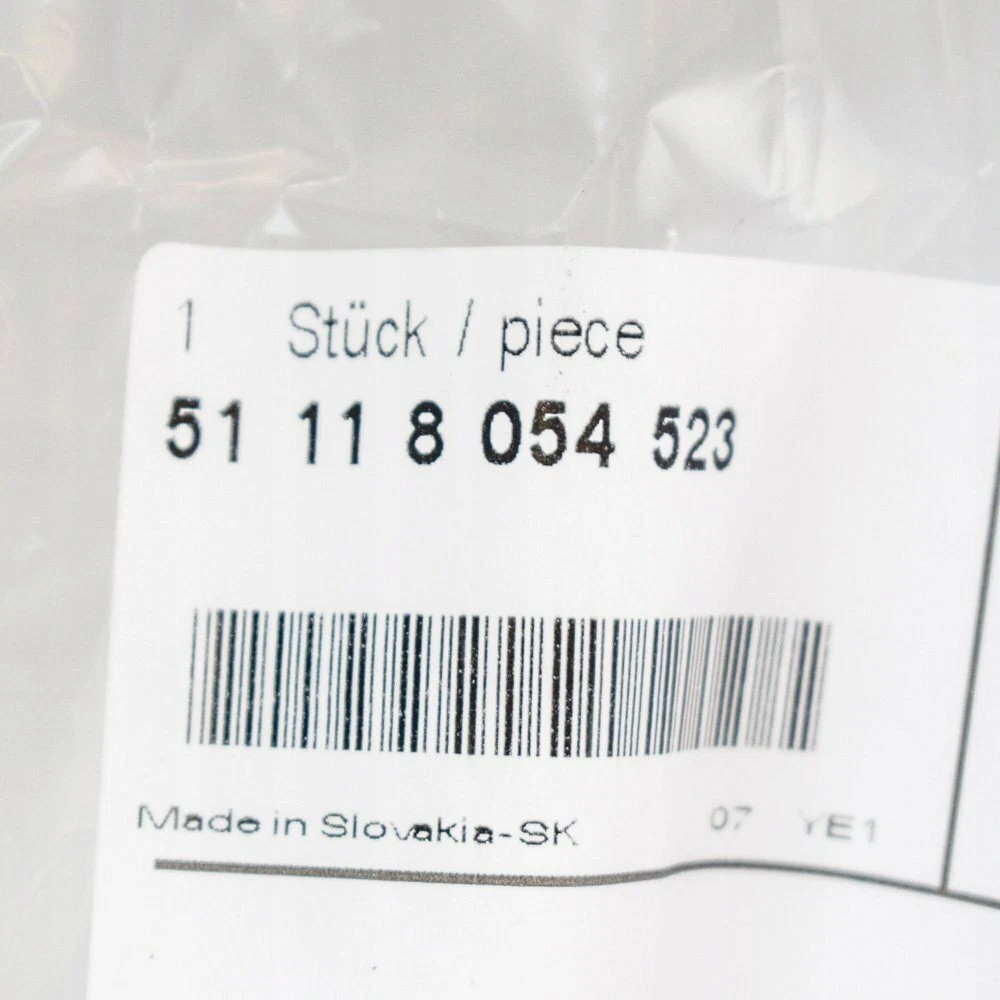 1 Stück / piece
51 11 8 054 523
Made in Slovakia-SK 07 YE1